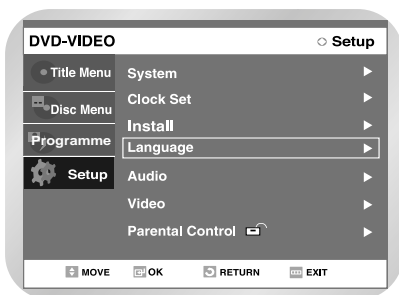 DVD-VIDEO
Setup
Title Menu
Disc Menu
Programme
Setup
System
Clock Set
Install
Language
Audio
Video
Parental Control
MOVE OK RETURN EXIT